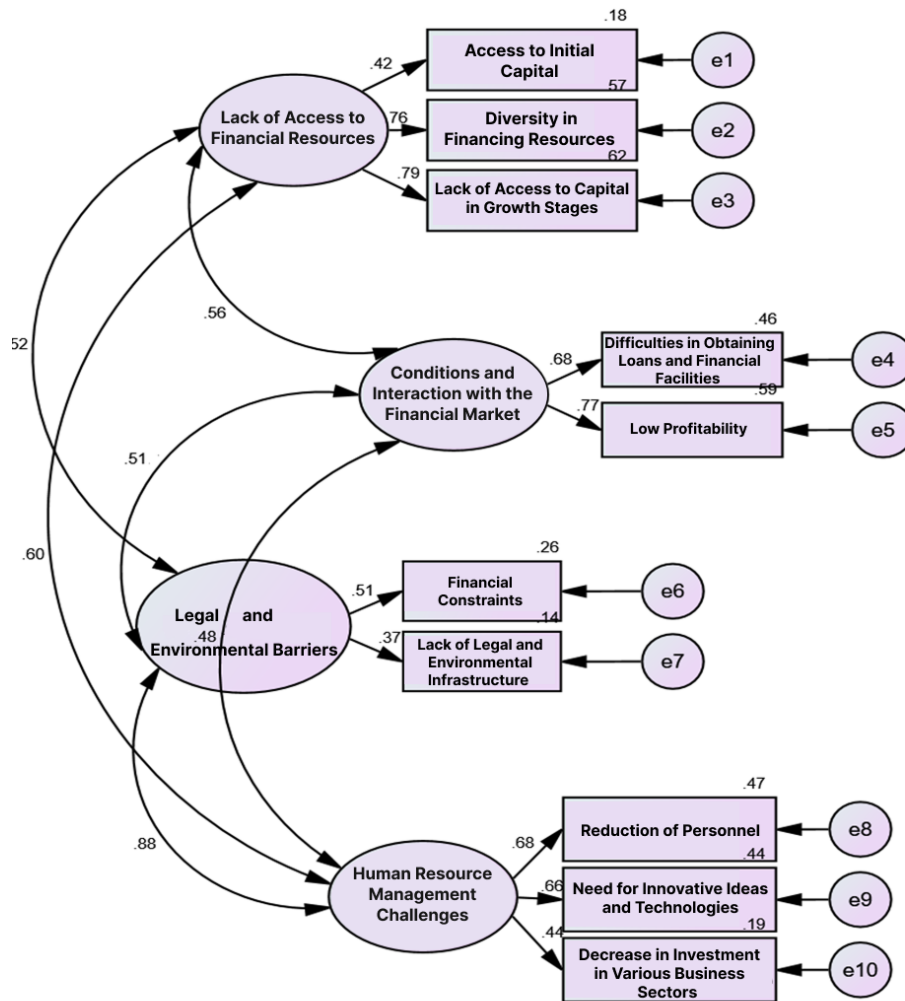 .18
Access to Initial
Capital
e1
.42
.57
Lack of Access to
Financial Resources
.76
Diversity in
Financing Resources
e2
.62
.79
Lack of Access to Capital
in Growth Stages
e3
.56
52
.46
Conditions and
Interaction with the
Financial Market
.68
Difficulties in Obtaining
Loans and Financial
Facilities
e4
.59
.77
Low Profitability
e5
.51
.60
.26
Legal and
Environmental Barriers
.48
.51
Financial
Constraints
e6
.14
.37
Lack of Legal and
Environmental
Infrastructure
e7
.88
.47
Human Resource
Management
Challenges
.68
Reduction of Personnel
e8
.44
.66
Need for Innovative Ideas
and Technologies
e9
.19
.44
Decrease in Investment
in Various Business
Sectors
e10